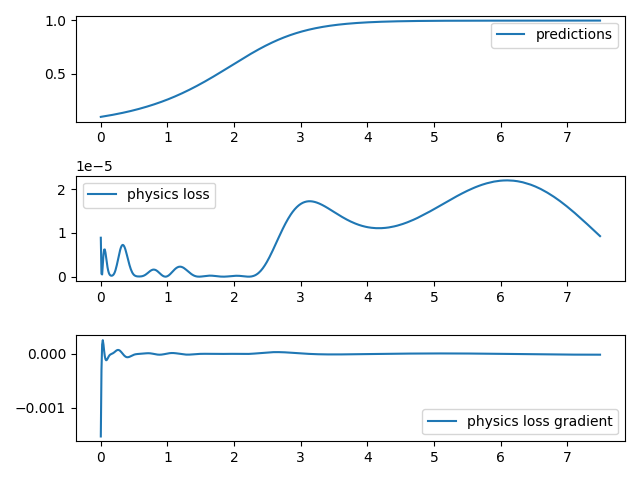 1.0
predictions
0.5
0 1 2 3 4 5 6 7
1e−5
2
physics loss
1
0
0 1 2 3 4 5 6 7
0.000
−0.001
physics loss gradient
0 1 2 3 4 5 6 7